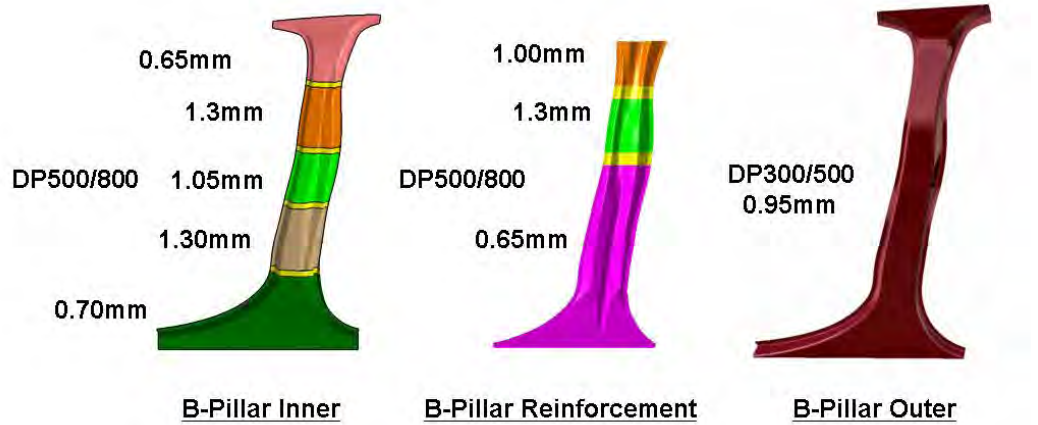 0.65mm
1.3mm
DP500/800
1.05mm
1.30mm
0.70mm
B-Pillar Inner
1.00mm
1.3mm
DP500/800
0.65mm
B-Pillar Reinforcement
DP300/500
0.95mm
B-Pillar Outer